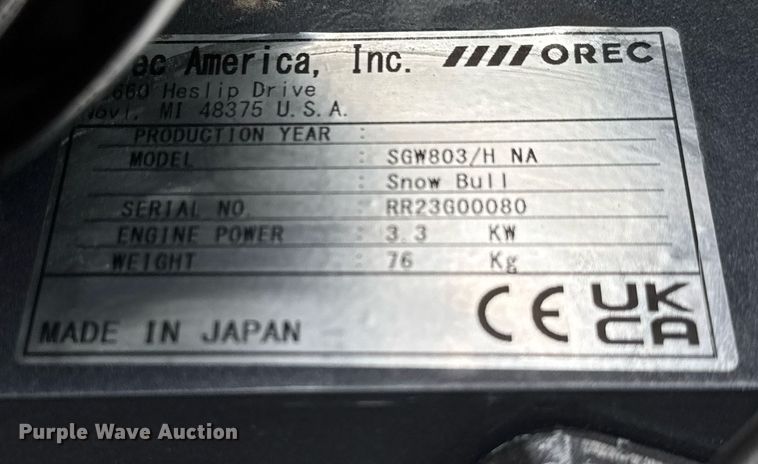 ec America, Inc. OREC
660 Heslip Drive
Novi, MI 48375 U.S.A.
PRODUCTION YEAR :
MODEL : SGW803/H NA
: Snow Bull
SERIAL NO. : RR23G00080
ENGINE POWER : 3.3 KW
WEIGHT : 76 Kg
CE UK CA
MADE IN JAPAN
Purple Wave Auction